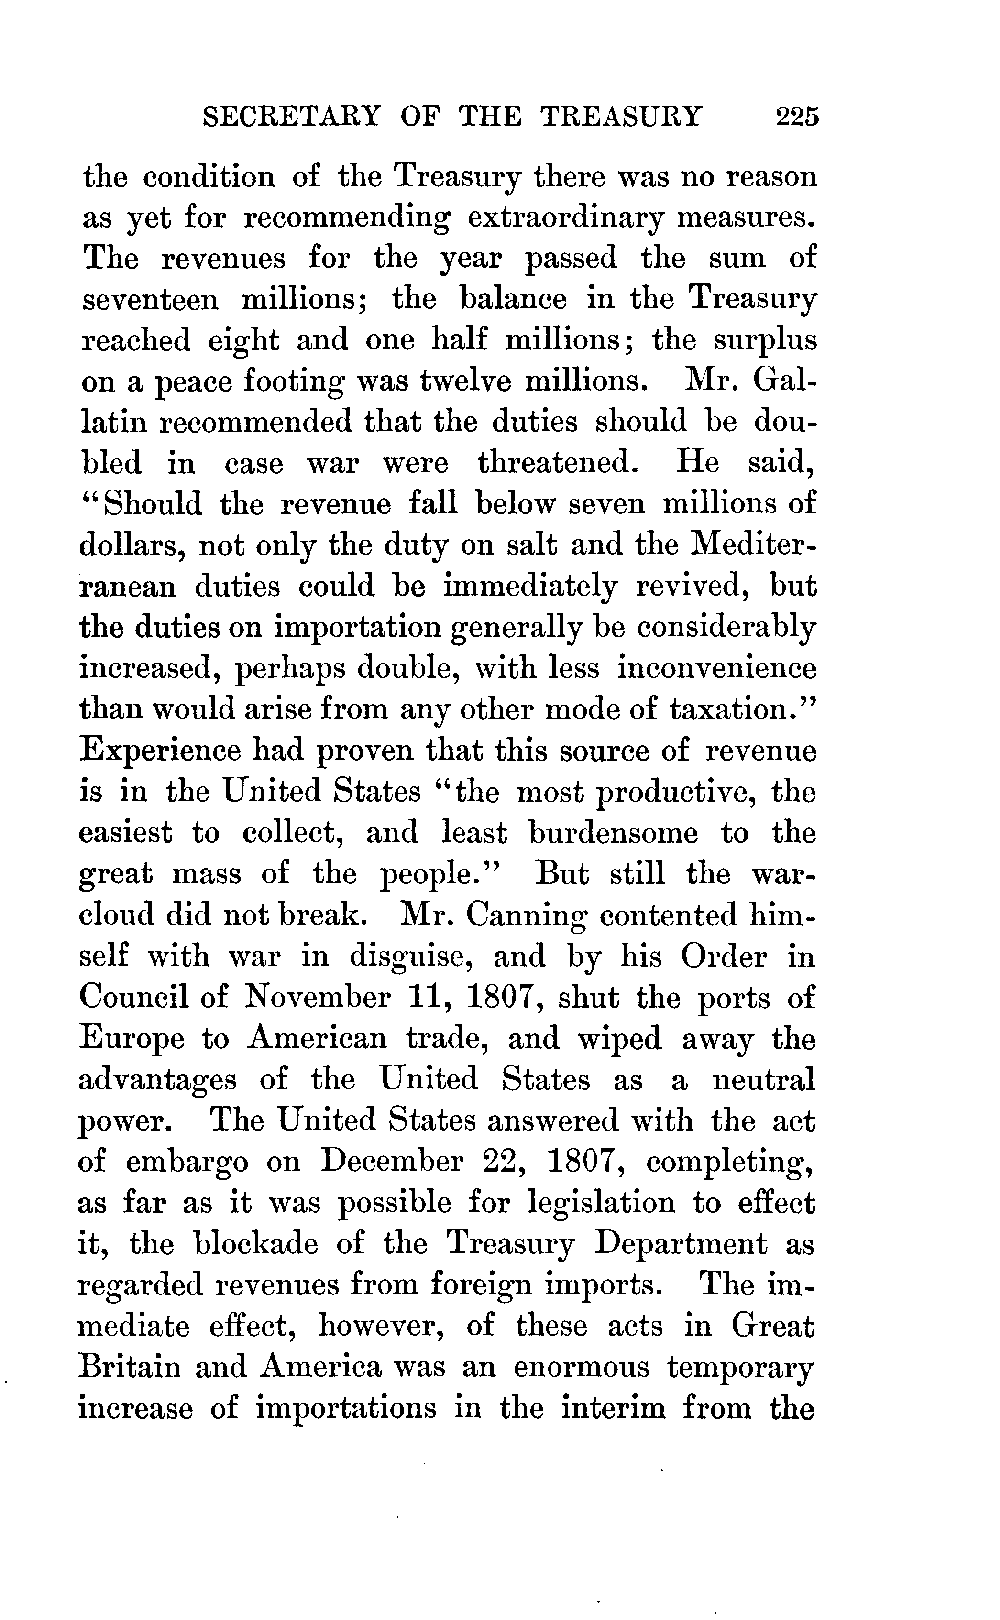 SECRETARY OF THE TREASURY 225
the condition of the Treasury there was no reason
as yet for recommending extraordinary measures.
The revenues for the year passed the sum of
seventeen millions; the balance in the Treasury
reached eight and one half millions; the surplus
on a peace footing was twelve millions. Mr. Gal-
latin recommended that the duties should be dou-
bled in case war were threatened. He said,
“Should the revenue fall below seven millions of
dollars, not only the duty on salt and the Mediter-
ranean duties could be immediately revived, but
the duties on importation generally be considerably
increased, perhaps double, with less inconvenience
than would arise from any other mode of taxation.”
Experience had proven that this source of revenue
is in the United States “the most productive, the
easiest to collect, and least burdensome to the
great mass of the people.” But still the war-
cloud did not break. Mr. Canning contented him-
self with war in disguise, and by his Order in
Council of November 11, 1807, shut the ports of
Europe to American trade, and wiped away the
advantages of the United States as a neutral
power. The United States answered with the act
of embargo on December 22, 1807, completing,
as far as it was possible for legislation to effect
it, the blockade of the Treasury Department as
regarded revenues from foreign imports. The im-
mediate effect, however, of these acts in Great
Britain and America was an enormous temporary
increase of importations in the interim from the